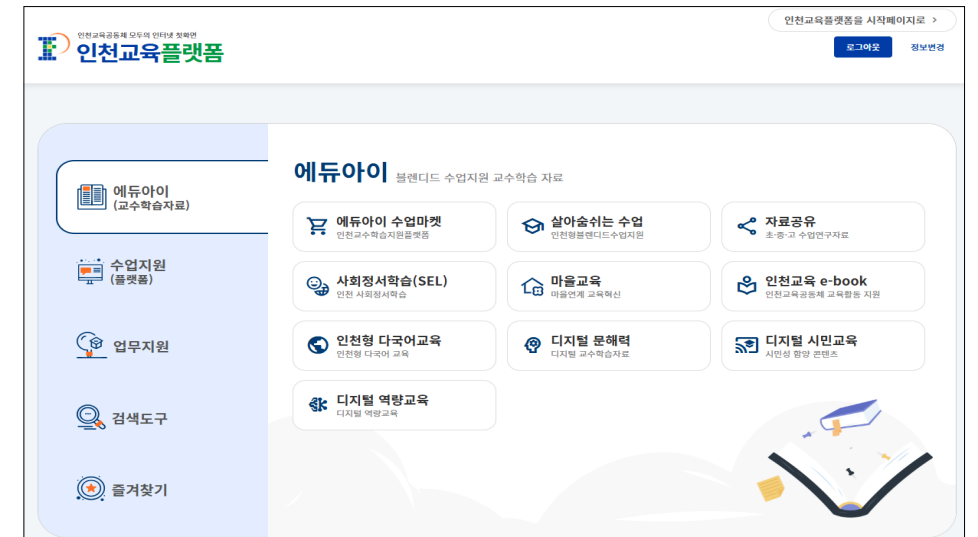 인천교육플랫폼을 시작페이지로 >
인천교육공동체 모두의 인터넷 첫화면
인천교육플랫폼
로그아웃
정보변경
에듀아이
(교수학습자료)
수업지원
(플랫폼)
업무지원
검색도구
즐겨찾기
에듀아이 블렌디드 수업지원 교수학습 자료
에듀아이 수업마켓
인천교수학습지원플랫폼
살아숨쉬는 수업
인천형블렌디드수업지원
자료공유
초·중·고 수업연구자료
사회정서학습(SEL)
인천 사회정서학습
마을교육
마을연계 교육혁신
인천교육 e-book
인천교육공동체 교육활동 지원
인천형 다국어교육
인천형 다국어 교육
디지털 문해력
디지털 교수학습자료
디지털 시민교육
시민성 함양 콘텐츠
디지털 역량교육
디지털 역량교육